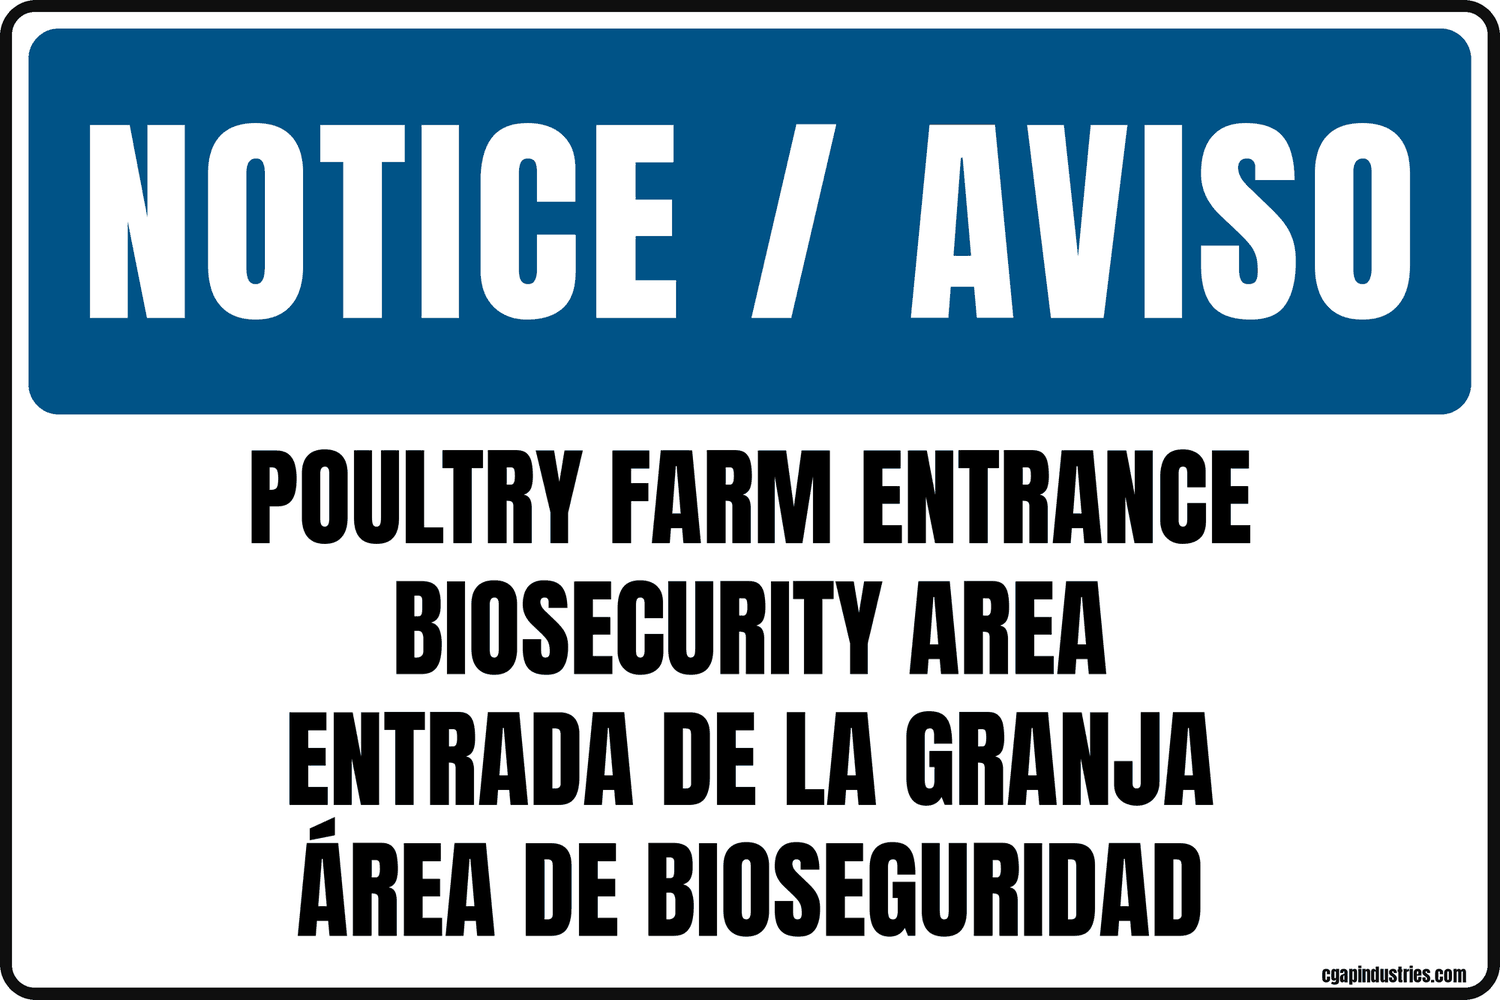 NOTICE / AVISO
POULTRY FARM ENTRANCE
BIOSECURITY AREA
ENTRADA DE LA GRANJA
ÁREA DE BIOSEGURIDAD
cgapindustries.com